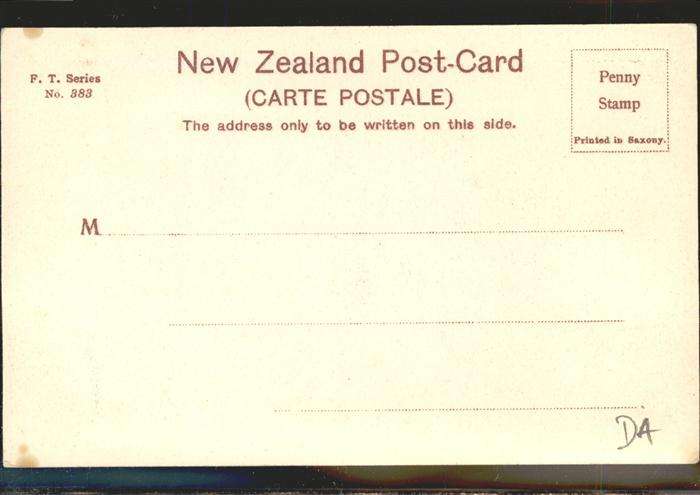 F. T. Series
No. 383
New Zealand Post-Card
(CARTE POSTALE)
The address only to be written on this side.
Penny
Stamp
Printed in Saxony.
M
DA